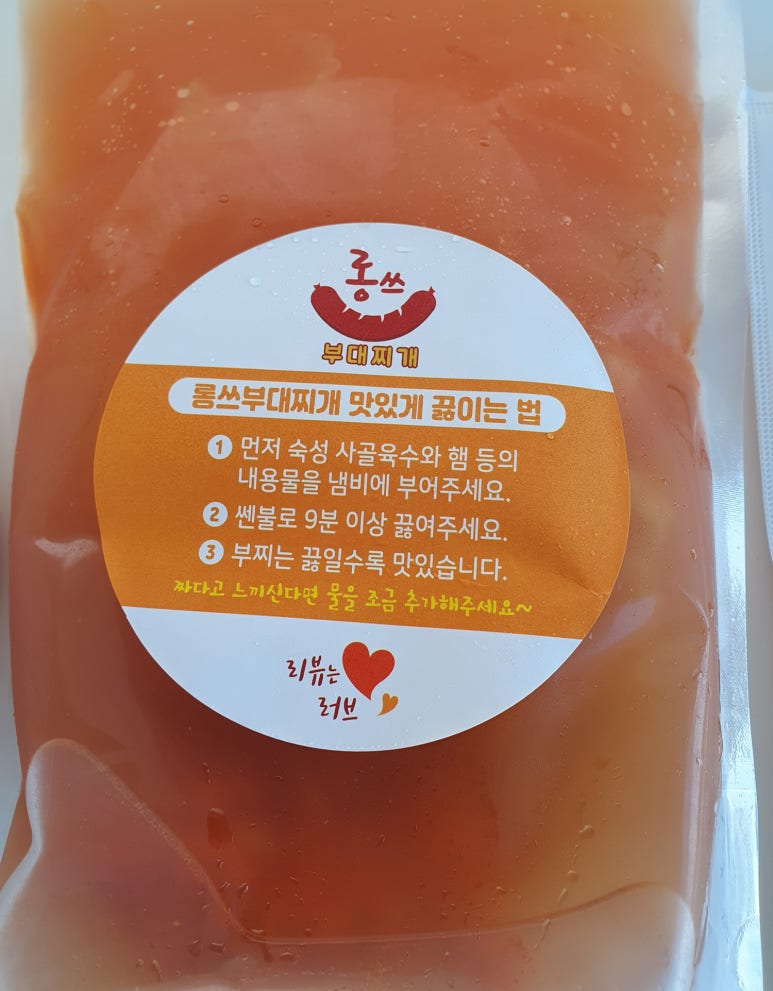 롱쓰
부대찌개
롱쓰부대찌개 맛있게 끓이는 법
1 먼저 숙성 사골육수와 햄 등의
내용물을 냄비에 부어주세요.
2 쎈불로 9분 이상 끓여주세요.
3 부찌는 끓일수록 맛있습니다.
짜다고 느끼신다면 물을 조금 추가해주세요~
리뷰는
러브